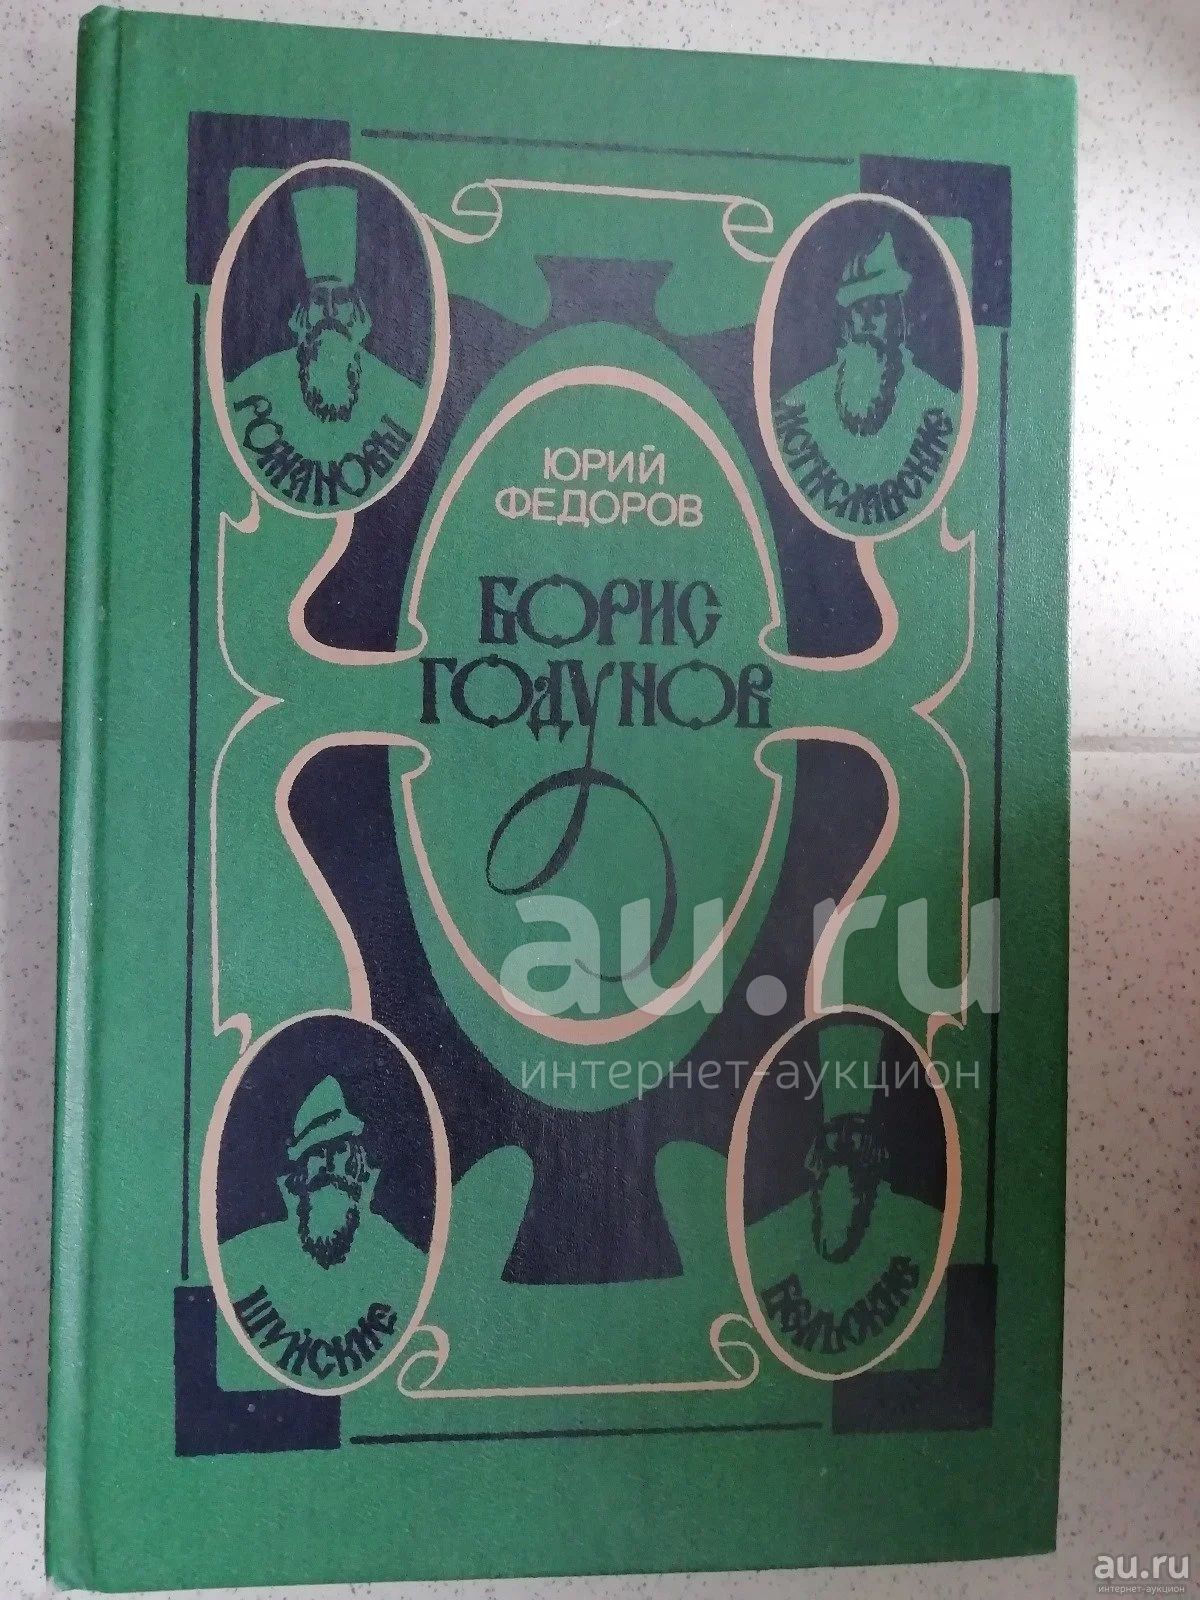 РОМАНОВЫ
МСТИСЛАВСКИЕ
ЮРИЙ
ФЕДОРОВ
БОРИС
ГОДУНОВ
au.ru
интернет-аукцион
ШУЙСКИЕ
БЕЛЬСКИЕ
au.ru
интернет-аукцион